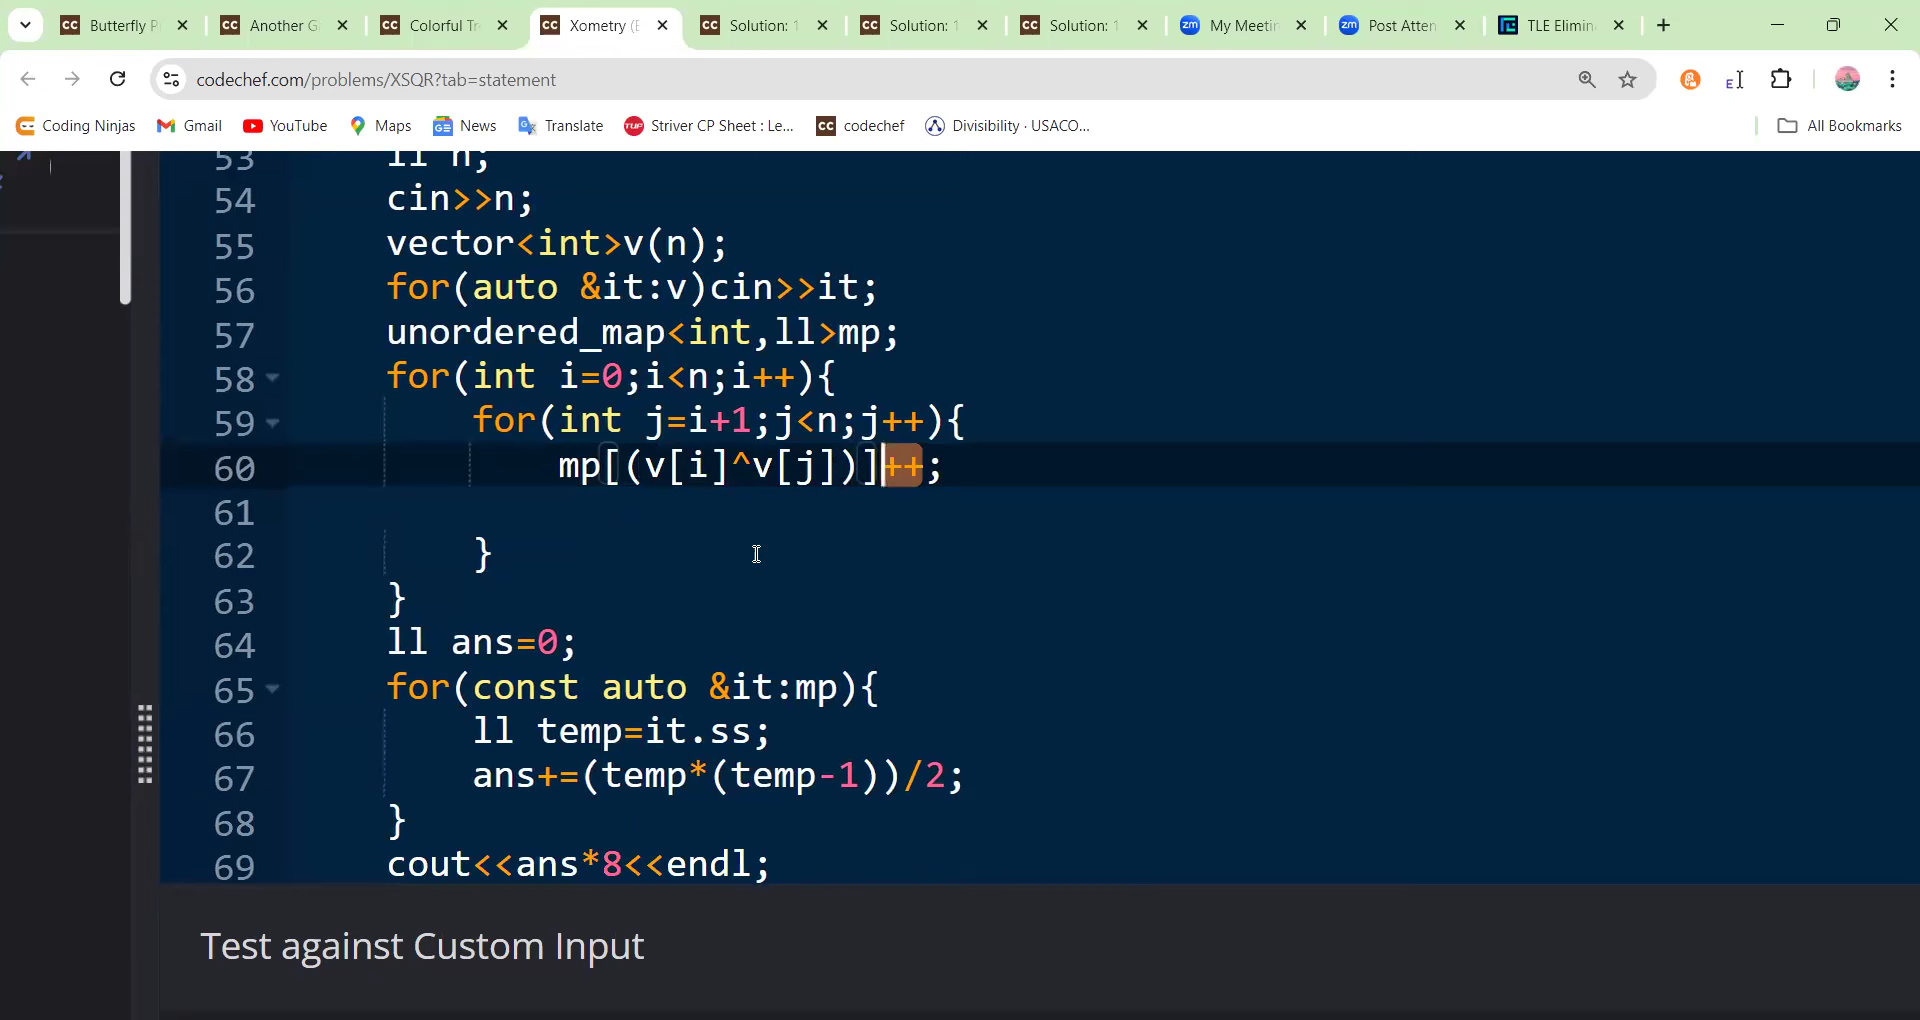 Butterfly P
Another G
Colorful Tr
Xometry (E
Solution: 1
Solution: 1
Solution: 1
My Meetin
Post Atten
TLE Elimin
codechef.com/problems/XSQR?tab=statement
Coding Ninjas
Gmail
YouTube
Maps
News
Translate
Striver CP Sheet : Le...
codechef
Divisibility · USACO...
All Bookmarks
53 ll n;
54 cin>>n;
55 vector<int>v(n);
56 for(auto &it:v)cin>>it;
57 unordered_map<int,ll>mp;
58 for(int i=0;i<n;i++){
59 for(int j=i+1;j<n;j++){
60 mp[(v[i]^v[j])]++;
61
62 }
63 }
64 ll ans=0;
65 for(const auto &it:mp){
66 ll temp=it.ss;
67 ans+=(temp*(temp-1))/2;
68 }
69 cout<<ans*8<<endl;
Test against Custom Input